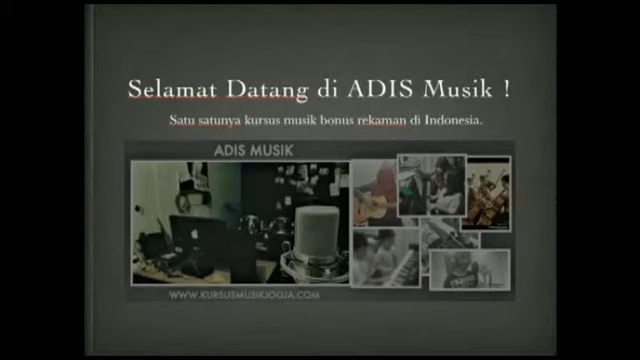 Selamat Datang di ADIS Musik !
Satu satunya kursus musik bonus rekaman di Indonesia.
ADIS MUSIK
WWW.KURSUSMUSIKJOGJA.COM